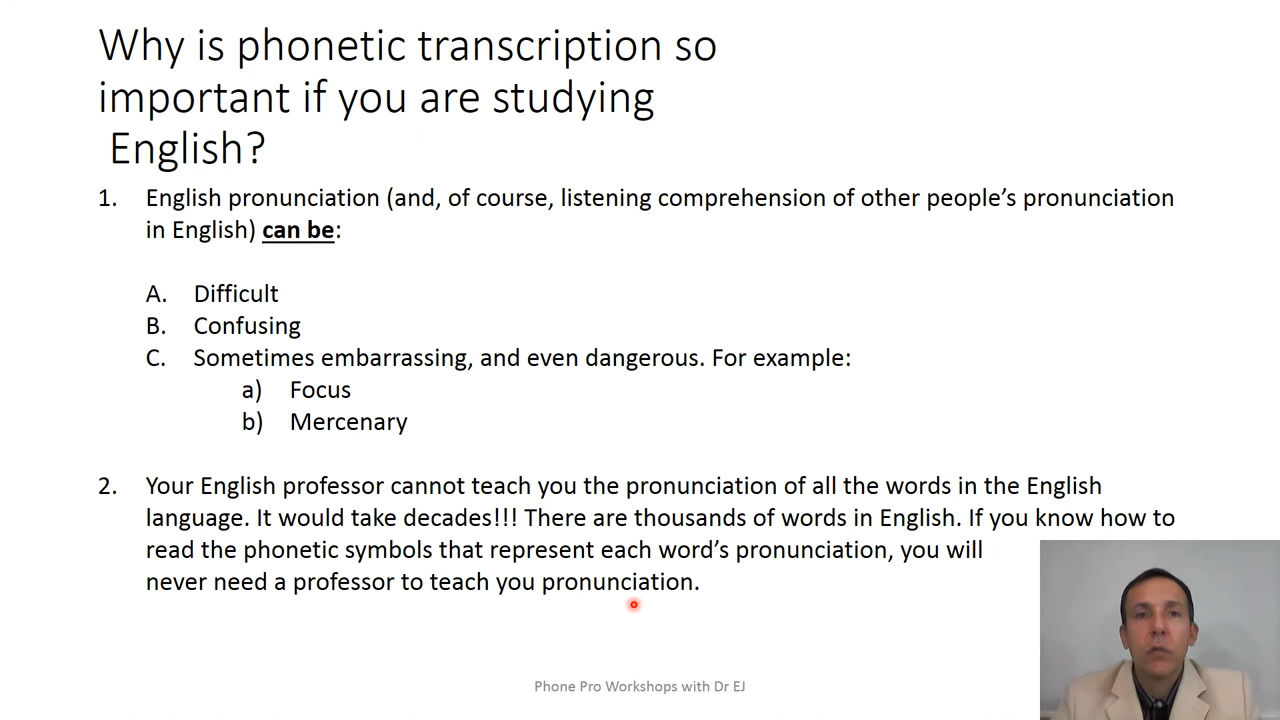 Why is phonetic transcription so
important if you are studying
English?
1. English pronunciation (and, of course, listening comprehension of other people's pronunciation
in English) can be:
A. Difficult
B. Confusing
C. Sometimes embarrassing, and even dangerous. For example:
a) Focus
b) Mercenary
2. Your English professor cannot teach you the pronunciation of all the words in the English
language. It would take decades!!! There are thousands of words in English. If you know how to
read the phonetic symbols that represent each word's pronunciation, you will
never need a professor to teach you pronunciation.
Phone Pro Workshops with Dr EJ